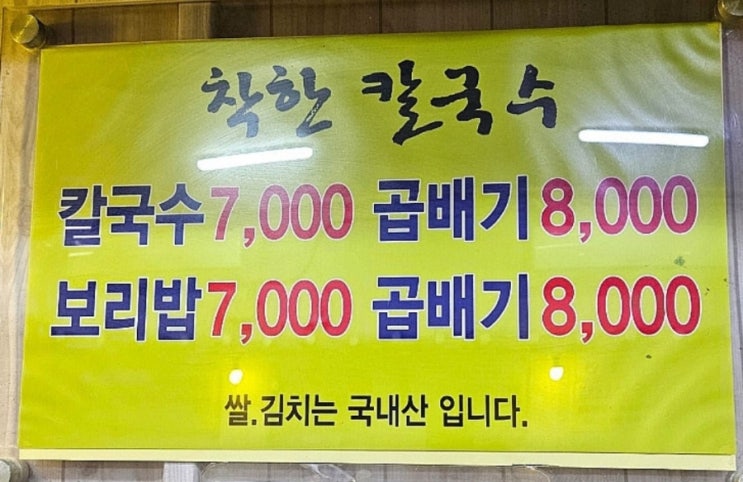 착한 칼국수
칼국수 7,000 곱배기 8,000
보리밥 7,000 곱배기 8,000
쌀.김치는 국내산 입니다.